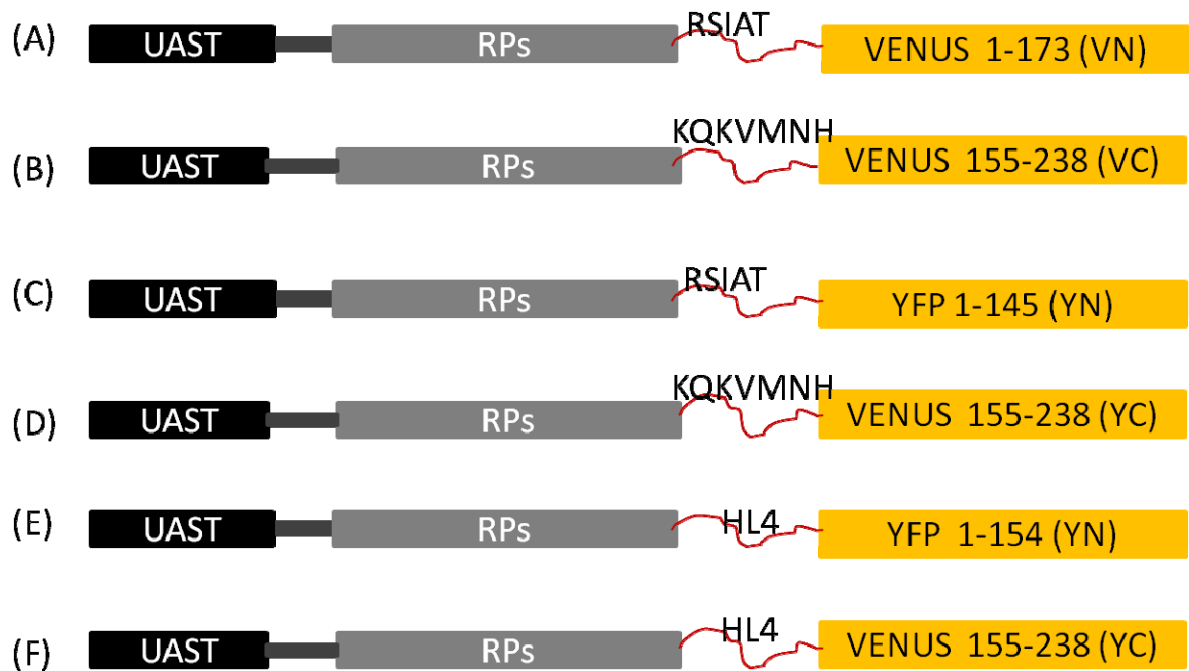 (A) UAST RPs RSIAT VENUS 1-173 (VN)
(B) UAST RPs KQKVMNH VENUS 155-238 (VC)
(C) UAST RPs RSIAT YFP 1-145 (YN)
(D) UAST RPs KQKVMNH VENUS 155-238 (YC)
(E) UAST RPs HL4 YFP 1-154 (YN)
(F) UAST RPs HL4 VENUS 155-238 (YC)